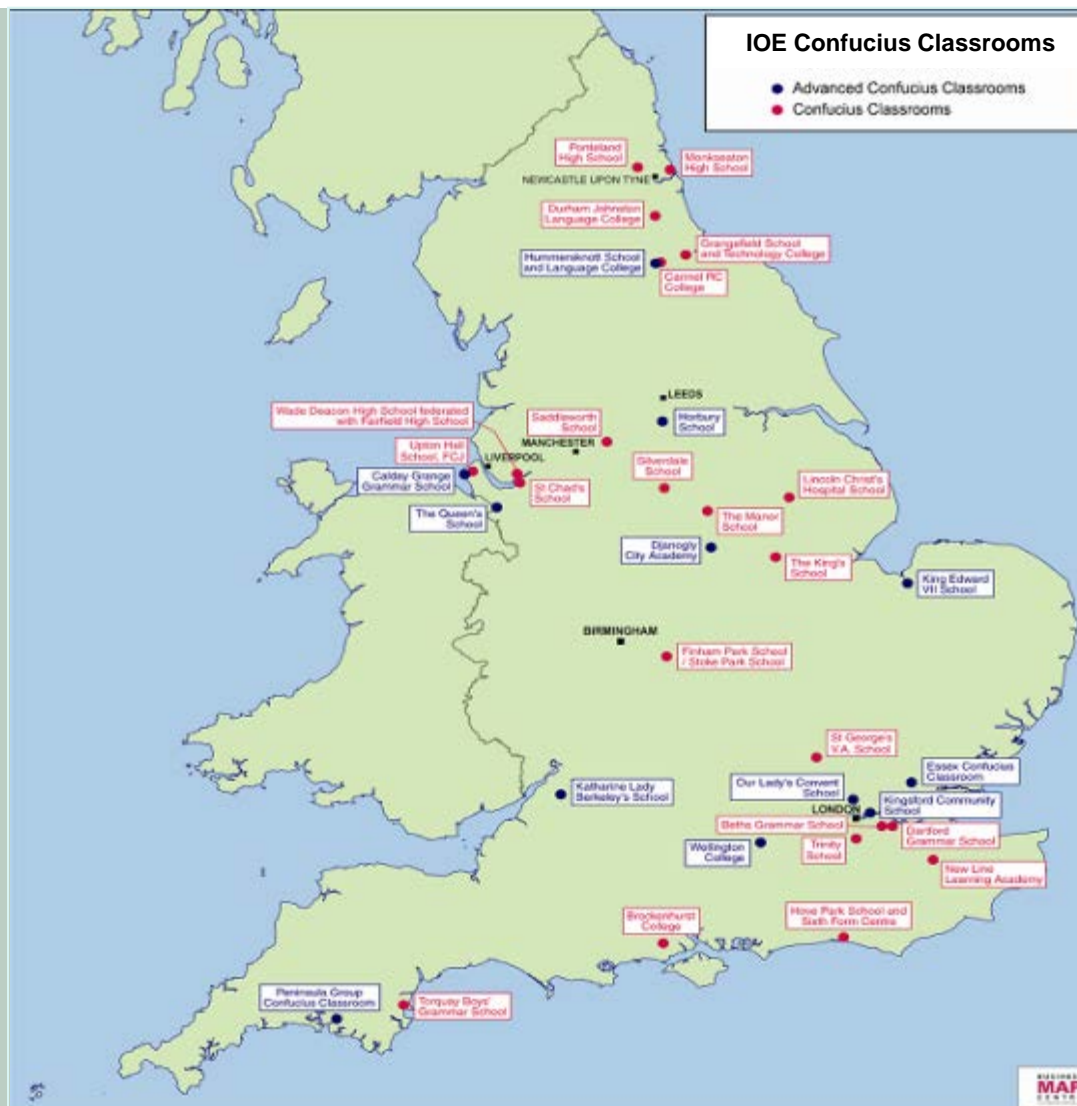 IOE Confucius Classrooms
Advanced Confucius Classrooms
Confucius Classrooms
Ponteland
High School
Monkseaton
High School
NEWCASTLE UPON TYNE
Durham Johnston
Language College
Grangefield School
and Technology College
Hummersknott School
and Language College
Carmel RC
College
LEEDS
Horbury
School
Wade Deacon High School federated
with Fairfield High School
Saddleworth
School
MANCHESTER
Upton Hall
School, FCJ
LIVERPOOL
Calday Grange
Grammar School
St.Chad's
School
Silverdale
School
Lincoln Christ's
Hospital School
The Queen's
School
The Manor
School
Djanogly
City Academy
The King's
School
King Edward
VII School
BIRMINGHAM
Finham Park School
/ Stoke Park School
St George's
V.A. School
Essex Confucius
Classroom
Katharine Lady
Berkeley's School
Our Lady's Convent
School
LONDON
Kingsford Community
School
Beths Grammar School
Dartford
Grammar School
Trinity
School
Wellington
College
New Line
Learning Academy
Brockenhurst
College
Hove Park School and
Sixth Form Centre
Peninsula Group
Confucius Classroom
Torquay Boys'
Grammar School